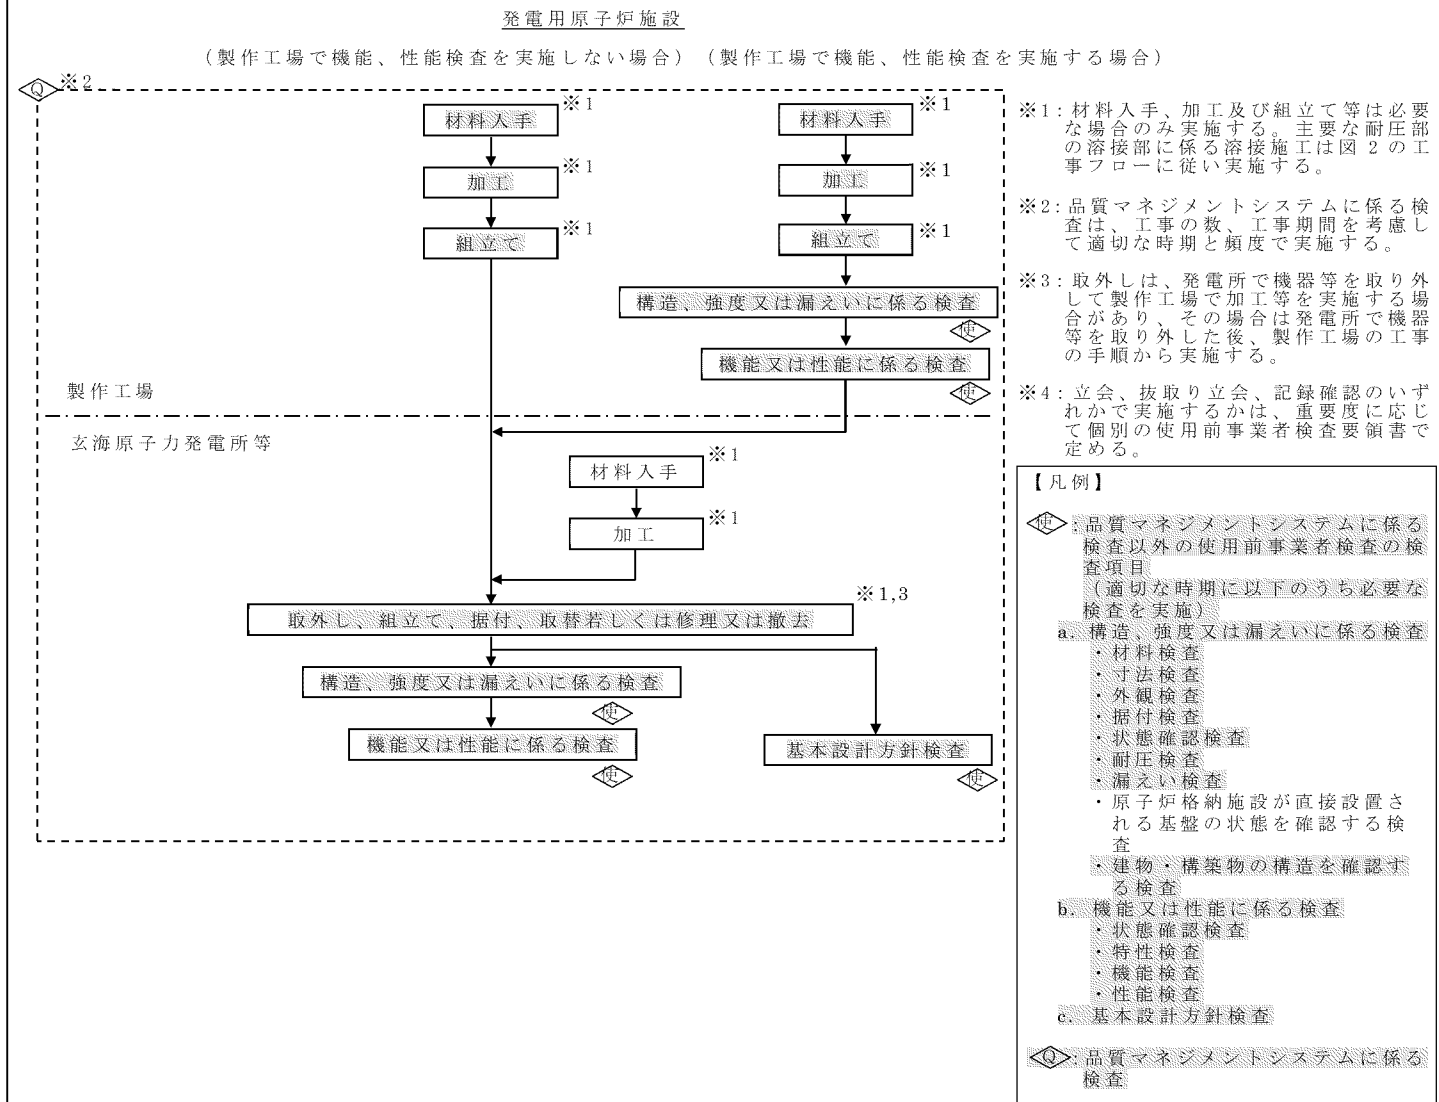 発電用原子炉施設
（製作工場で機能、性能検査を実施しない場合）（製作工場で機能、性能検査を実施する場合）
Q ※2
材料入手 ※1
加工 ※1
組立て ※1
材料入手 ※1
加工 ※1
組立て ※1
構造、強度又は漏えいに係る検査
使
機能又は性能に係る検査
使
製作工場
玄海原子力発電所等
材料入手 ※1
加工 ※1
※1,3
取外し、組立て、据付、取替若しくは修理又は撤去
構造、強度又は漏えいに係る検査
使
機能又は性能に係る検査
使
基本設計方針検査
使
※1：材料入手、加工及び組立て等は必要
な場合のみ実施する。主要な耐圧部
の溶接部に係る溶接施工は図2の工
事フローに従い実施する。
※2：品質マネジメントシステムに係る検
査は、工事の数、工事期間を考慮し
て適切な時期と頻度で実施する。
※3：取外しは、発電所で機器等を取り外
して製作工場で加工等を実施する場
合があり、その場合は発電所で機器
等を取り外した後、製作工場の工事
の手順から実施する。
※4：立会、抜取り立会、記録確認のいず
れかで実施するかは、重要度に応じ
て個別の使用前事業者検査要領書で
定める。
【凡例】
使：品質マネジメントシステムに係る
検査以外の使用前事業者検査の検
査項目
（適切な時期に以下のうち必要な
検査を実施）
a. 構造、強度又は漏えいに係る検査
・材料検査
・寸法検査
・外観検査
・据付検査
・状態確認検査
・耐圧検査
・漏えい検査
・原子炉格納施設が直接設置さ
れる基盤の状態を確認する検
査
・建物・構築物の構造を確認す
る検査
b. 機能又は性能に係る検査
・状態確認検査
・特性検査
・機能検査
・性能検査
c. 基本設計方針検査
Q：品質マネジメントシステムに係る
検査